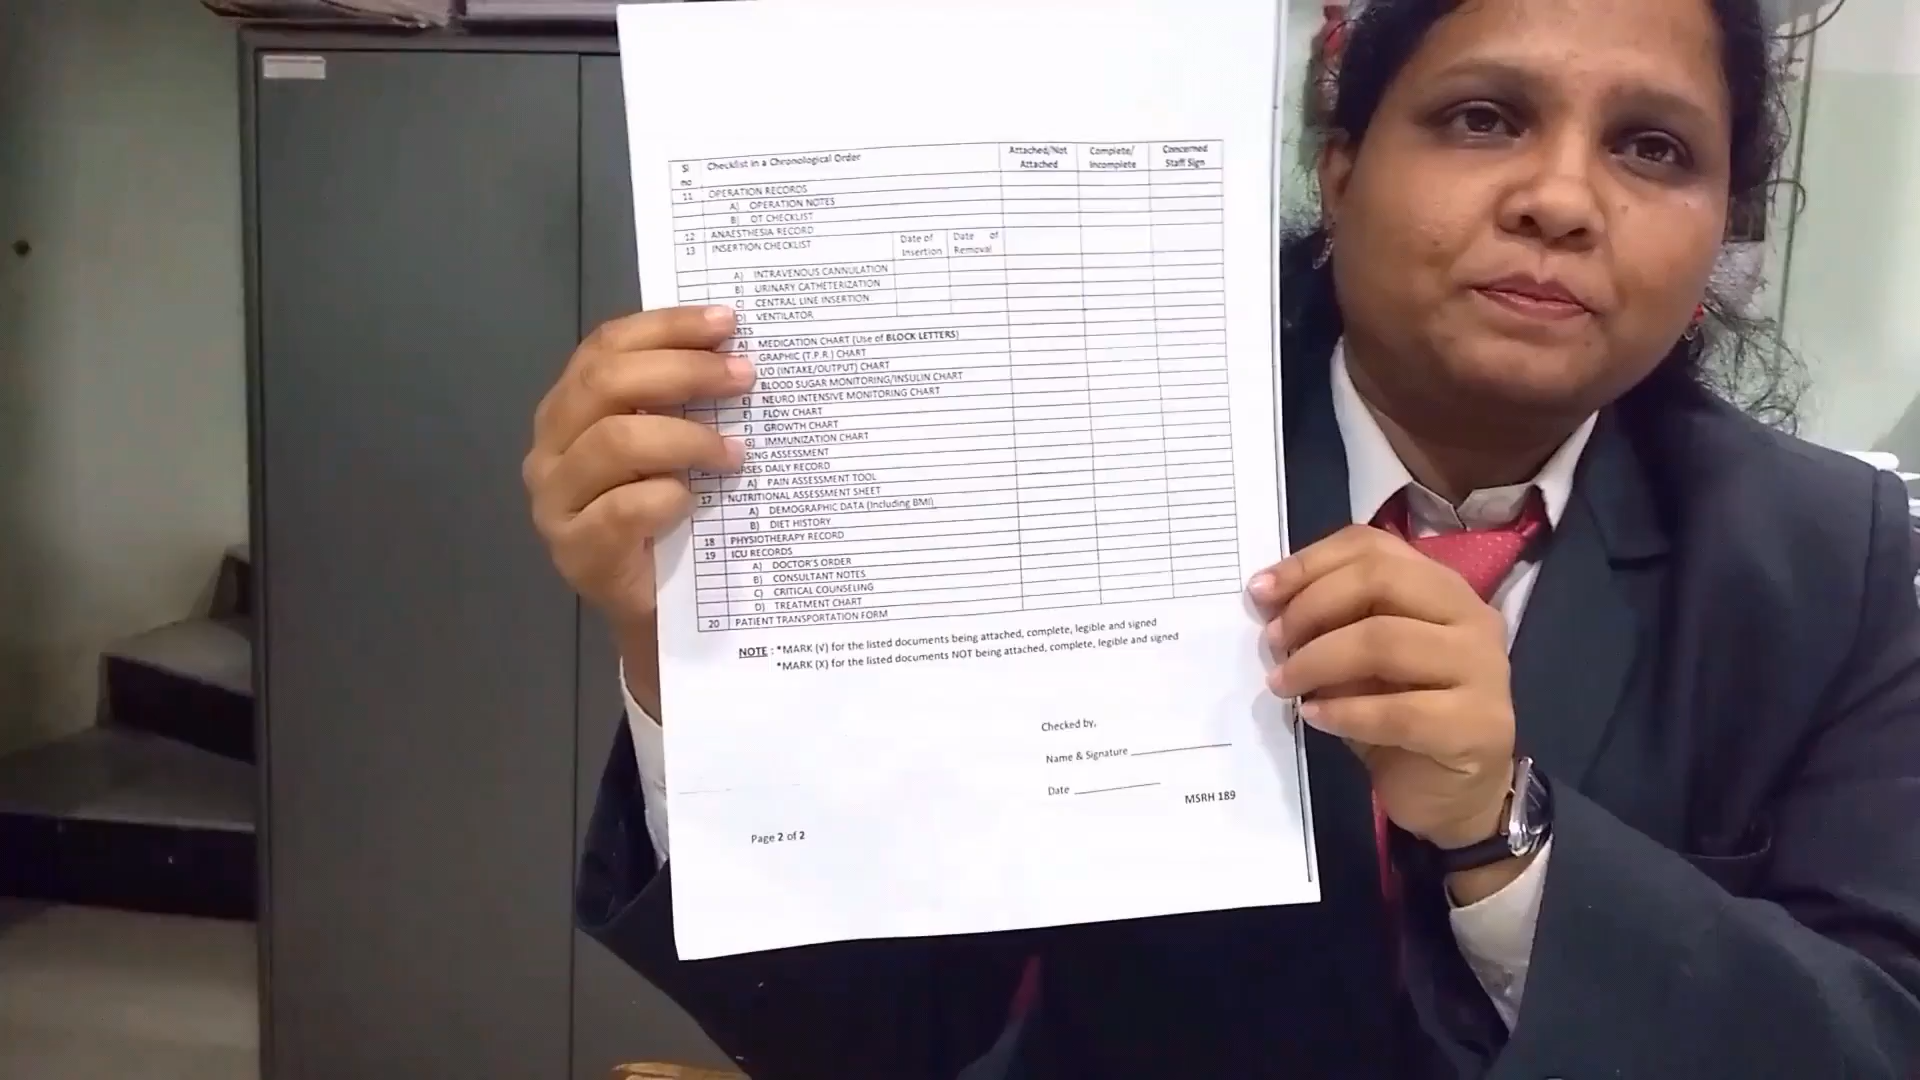 Sl no Checklist in a Chronological Order Attached/Not Attached Complete/ Incomplete Concerned Staff Sign
11 OPERATION RECORDS
A) OPERATION NOTES
B) OT CHECKLIST
12 ANAESTHESIA RECORD
13 INSERTION CHECKLIST Date of Insertion Date of Removal
A) INTRAVENOUS CANNULATION
B) URINARY CATHETERIZATION
C) CENTRAL LINE INSERTION
D) VENTILATOR
RTS
A) MEDICATION CHART (Use of BLOCK LETTERS)
GRAPHIC (T.P.R.) CHART
I/O (INTAKE/OUTPUT) CHART
BLOOD SUGAR MONITORING/INSULIN CHART
E) NEURO INTENSIVE MONITORING CHART
E) FLOW CHART
F) GROWTH CHART
G) IMMUNIZATION CHART
SING ASSESSMENT
RSES DAILY RECORD
A) PAIN ASSESSMENT TOOL
17 NUTRITIONAL ASSESSMENT SHEET
A) DEMOGRAPHIC DATA (Including BMI)
B) DIET HISTORY
18 PHYSIOTHERAPY RECORD
19 ICU RECORDS
A) DOCTOR'S ORDER
B) CONSULTANT NOTES
C) CRITICAL COUNSELING
D) TREATMENT CHART
20 PATIENT TRANSPORTATION FORM
NOTE : *MARK (√) for the listed documents being attached, complete, legible and signed
*MARK (X) for the listed documents NOT being attached, complete, legible and signed
Checked by,
Name & Signature
Date
MSRH 189
Page 2 of 2